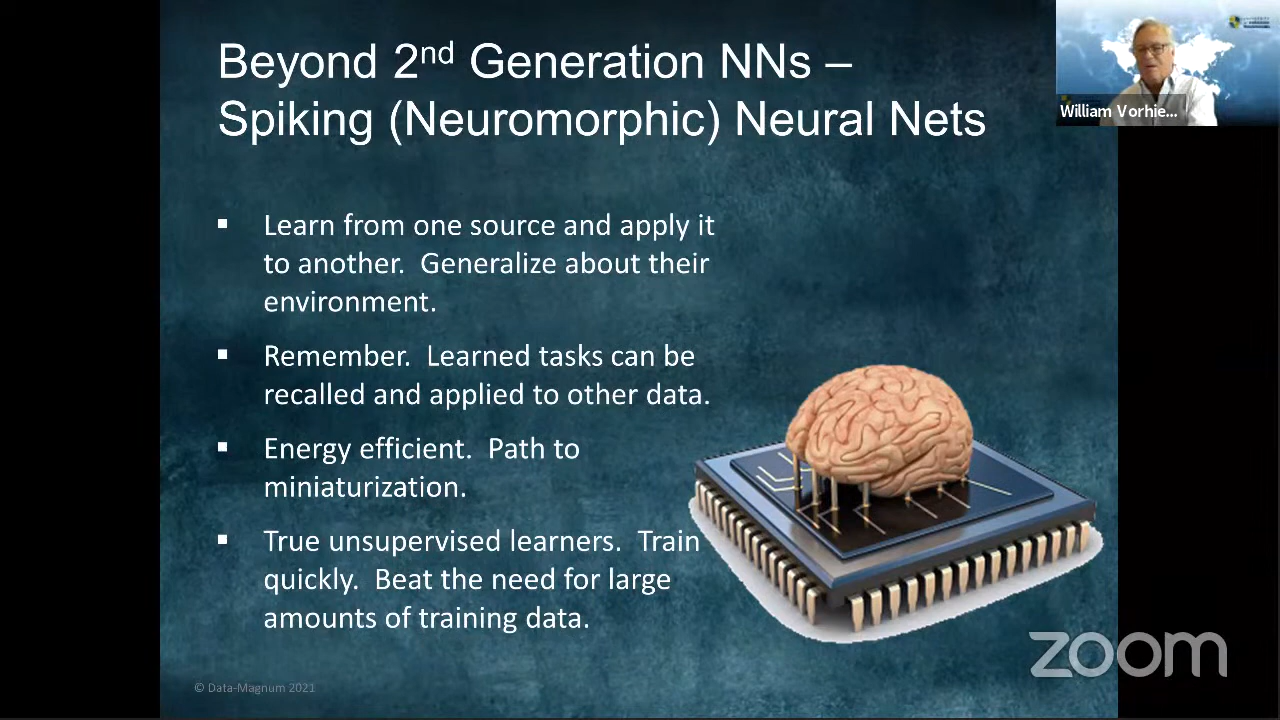 Beyond 2nd Generation NNs –
Spiking (Neuromorphic) Neural Nets
William Vorhie...
▪ Learn from one source and apply it
to another. Generalize about their
environment.
▪ Remember. Learned tasks can be
recalled and applied to other data.
▪ Energy efficient. Path to
miniaturization.
▪ True unsupervised learners. Train
quickly. Beat the need for large
amounts of training data.
zoom
© Data-Magnum 2021